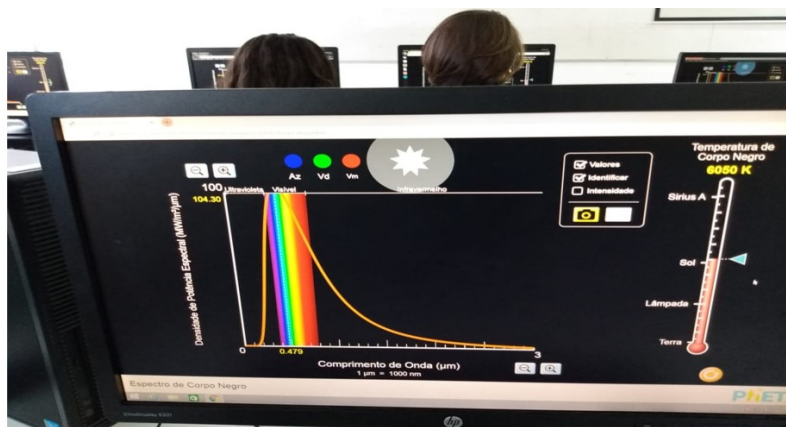 Az Vd Vm
Valores
Identificar
Intensidade
Temperatura de
Corpo Negro
6050 K
Sirius A
Sol
Lâmpada
Terra
100
104.30
Ultravioleta Visível Infravermelho
Densidade de Potência Espectral (MW/m²/μm)
0 0.479 3
Comprimento de Onda (μm)
1 μm = 1000 nm
Espectro de Corpo Negro
PhET
hp